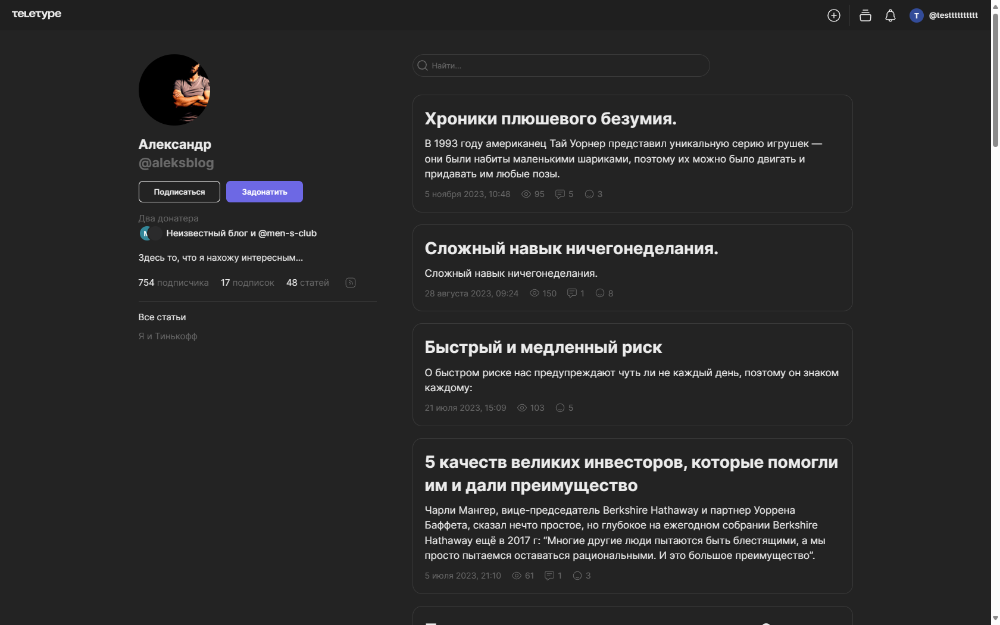 TELETYPE
T @testttttttttt
Александр
@aleksblog
Подписаться
Задонатить
Два донатера
Неизвестный блог и @men-s-club
Здесь то, что я нахожу интересным...
754 подписчика 17 подписок 48 статей
Все статьи
Я и Тинькофф
Найти...
Хроники плюшевого безумия.
В 1993 году американец Тай Уорнер представил уникальную серию игрушек —
они были набиты маленькими шариками, поэтому их можно было двигать и
придавать им любые позы.
5 ноября 2023, 10:48 95 5 3
Сложный навык ничегонеделания.
Сложный навык ничегонеделания.
28 августа 2023, 09:24 150 1 8
Быстрый и медленный риск
О быстром риске нас предупреждают чуть ли не каждый день, поэтому он знаком
каждому:
21 июля 2023, 15:09 103 5
5 качеств великих инвесторов, которые помогли
им и дали преимущество
Чарли Мангер, вице-председатель Berkshire Hathaway и партнер Уоррена
Баффета, сказал нечто простое, но глубокое на ежегодном собрании Berkshire
Hathaway ещё в 2017 г: “Многие другие люди пытаются быть блестящими, а мы
просто пытаемся оставаться рациональными. И это большое преимущество”.
5 июля 2023, 21:10 61 1 3